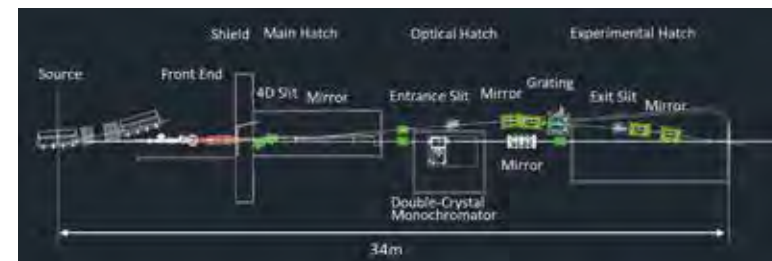 Shield Main Hatch Optical Hatch Experimental Hatch
Source Front End Grating
4D Slit Mirror Entrance Slit Mirror Exit Slit Mirror
Mirror
Double-Crystal
Monochromator
34m